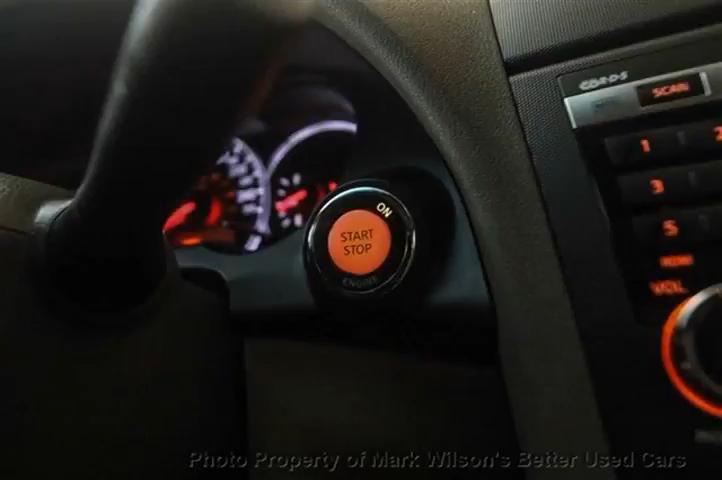 SCAN
1
2
3
5
ON
START
STOP
ENGINE
VOL
Photo Property of Mark Wilson's Better Used Cars